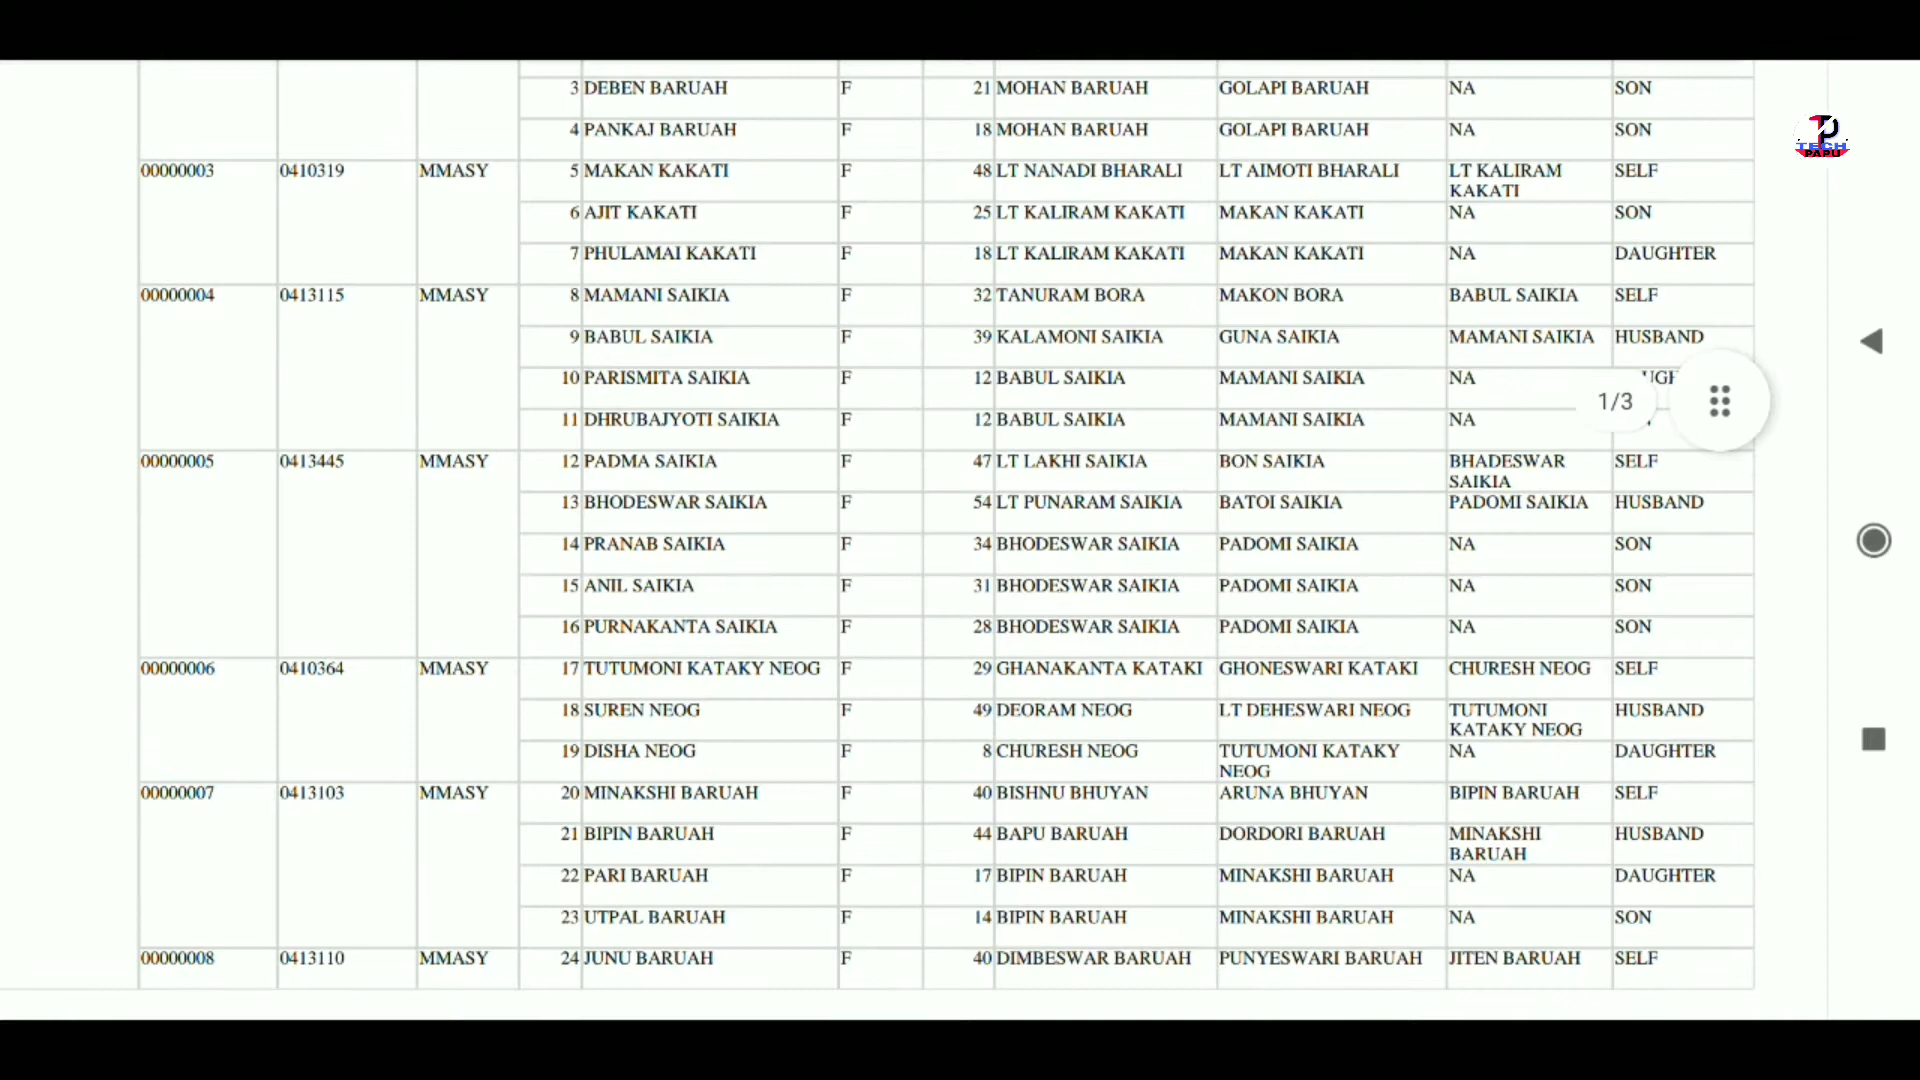 3 DEBEN BARUAH F 21 MOHAN BARUAH GOLAPI BARUAH NA SON
4 PANKAJ BARUAH F 18 MOHAN BARUAH GOLAPI BARUAH NA SON
00000003 0410319 MMASY 5 MAKAN KAKATI F 48 LT NANADI BHARALI LT AIMOTI BHARALI LT KALIRAM SELF
KAKATI
6 AJIT KAKATI F 25 LT KALIRAM KAKATI MAKAN KAKATI NA SON
7 PHULAMAI KAKATI F 18 LT KALIRAM KAKATI MAKAN KAKATI NA DAUGHTER
00000004 0413115 MMASY 8 MAMANI SAIKIA F 32 TANURAM BORA MAKON BORA BABUL SAIKIA SELF
9 BABUL SAIKIA F 39 KALAMONI SAIKIA GUNA SAIKIA MAMANI SAIKIA HUSBAND
10 PARISMITA SAIKIA F 12 BABUL SAIKIA MAMANI SAIKIA NA
1/3
11 DHRUBAJYOTI SAIKIA F 12 BABUL SAIKIA MAMANI SAIKIA NA
00000005 0413445 MMASY 12 PADMA SAIKIA F 47 LT LAKHI SAIKIA BON SAIKIA BHADESWAR SELF
SAIKIA
13 BHODESWAR SAIKIA F 54 LT PUNARAM SAIKIA BATOI SAIKIA PADOMI SAIKIA HUSBAND
14 PRANAB SAIKIA F 34 BHODESWAR SAIKIA PADOMI SAIKIA NA SON
15 ANIL SAIKIA F 31 BHODESWAR SAIKIA PADOMI SAIKIA NA SON
16 PURNAKANTA SAIKIA F 28 BHODESWAR SAIKIA PADOMI SAIKIA NA SON
00000006 0410364 MMASY 17 TUTUMONI KATAKY NEOG F 29 GHANAKANTA KATAKI GHONESWARI KATAKI CHURESH NEOG SELF
18 SUREN NEOG F 49 DEORAM NEOG LT DEHESWARI NEOG TUTUMONI HUSBAND
KATAKY NEOG
19 DISHA NEOG F 8 CHURESH NEOG TUTUMONI KATAKY NA DAUGHTER
NEOG
00000007 0413103 MMASY 20 MINAKSHI BARUAH F 40 BISHNU BHUYAN ARUNA BHUYAN BIPIN BARUAH SELF
21 BIPIN BARUAH F 44 BAPU BARUAH DORDORI BARUAH MINAKSHI HUSBAND
BARUAH
22 PARI BARUAH F 17 BIPIN BARUAH MINAKSHI BARUAH NA DAUGHTER
23 UTPAL BARUAH F 14 BIPIN BARUAH MINAKSHI BARUAH NA SON
00000008 0413110 MMASY 24 JUNU BARUAH F 40 DIMBESWAR BARUAH PUNYESWARI BARUAH JITEN BARUAH SELF
TECH
PAPU